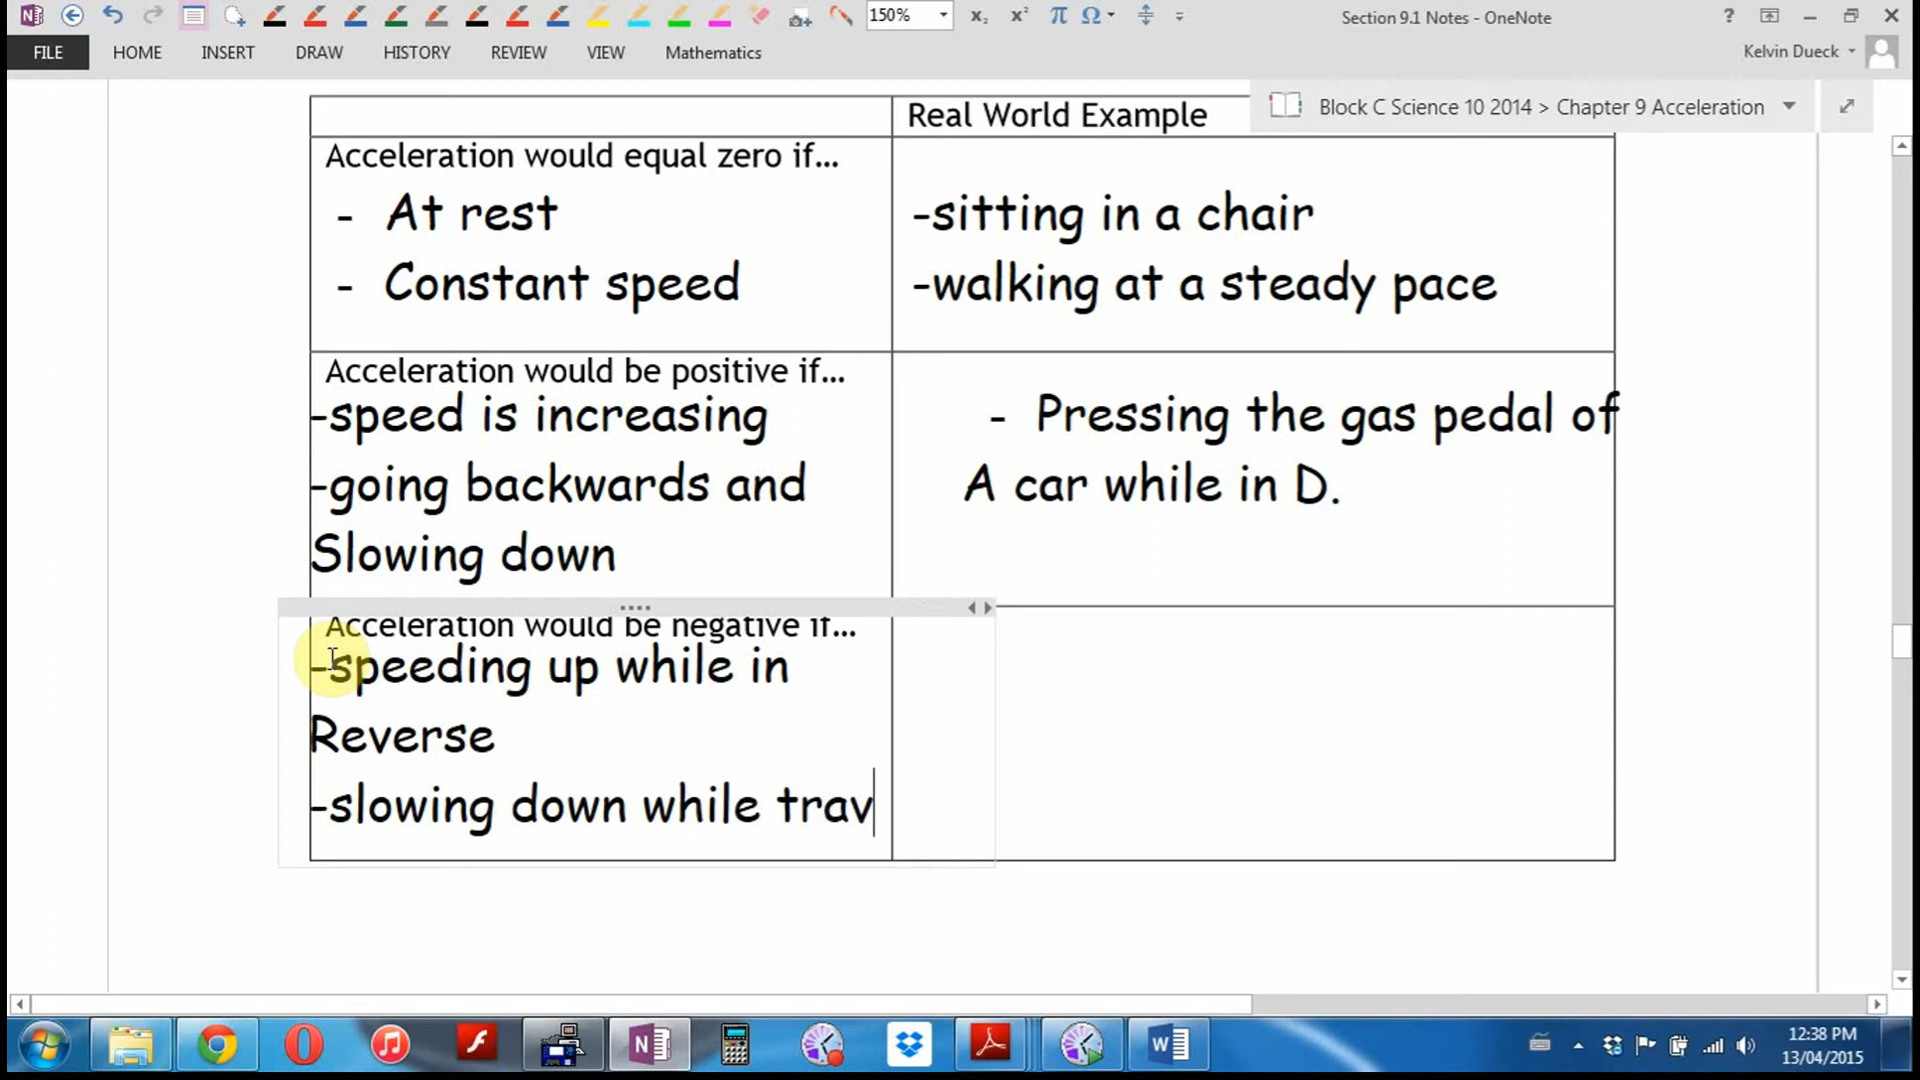 150%
x₂ x² π Ω
Section 9.1 Notes - OneNote
?
FILE HOME INSERT DRAW HISTORY REVIEW VIEW Mathematics
Kelvin Dueck
Block C Science 10 2014 > Chapter 9 Acceleration
Real World Example
Acceleration would equal zero if...
- At rest
- Constant speed
-sitting in a chair
-walking at a steady pace
Acceleration would be positive if...
-speed is increasing
-going backwards and
Slowing down
- Pressing the gas pedal of
A car while in D.
Acceleration would be negative if...
-speeding up while in
Reverse
-slowing down while trav
12:38 PM
13/04/2015